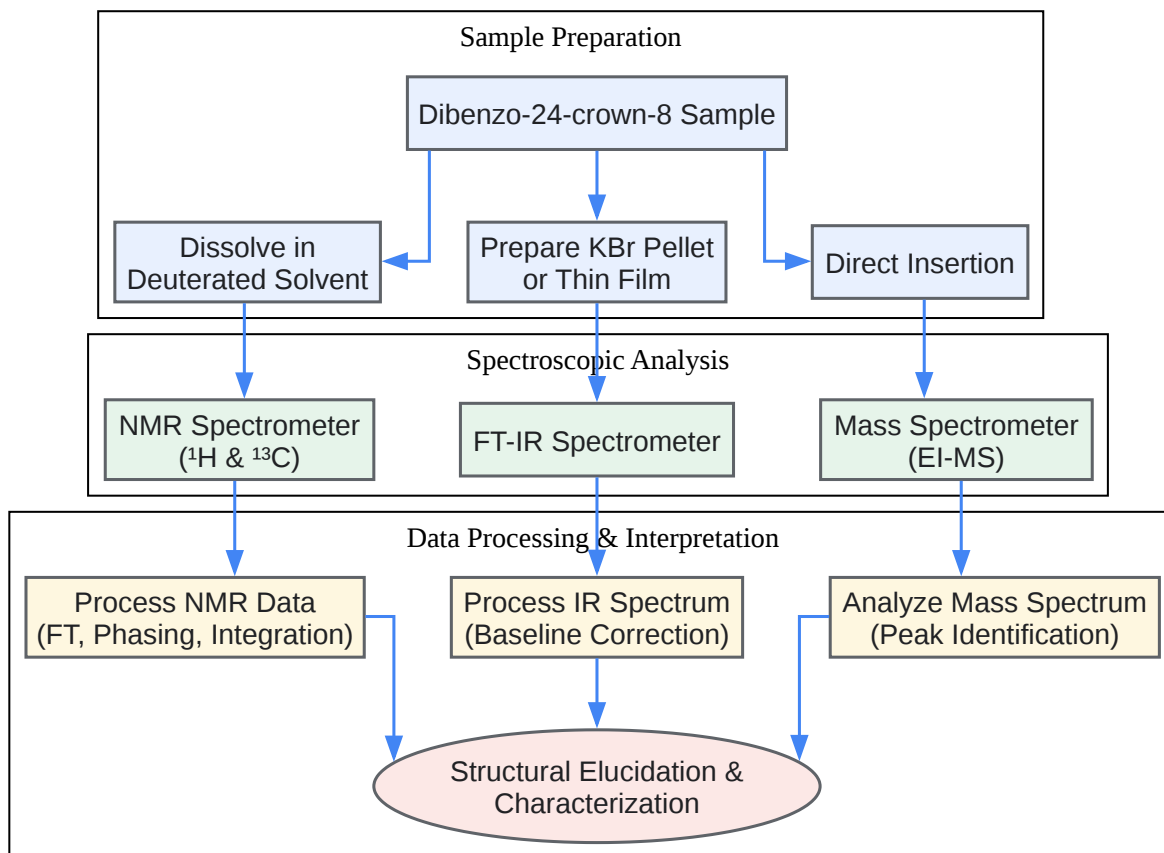 Sample Preparation
Dibenzo-24-crown-8 Sample
Dissolve in
Deuterated Solvent
Prepare KBr Pellet
or Thin Film
Direct Insertion
Spectroscopic Analysis
NMR Spectrometer
(¹H & ¹³C)
FT-IR Spectrometer
Mass Spectrometer
(EI-MS)
Data Processing & Interpretation
Process NMR Data
(FT, Phasing, Integration)
Process IR Spectrum
(Baseline Correction)
Analyze Mass Spectrum
(Peak Identification)
Structural Elucidation &
Characterization